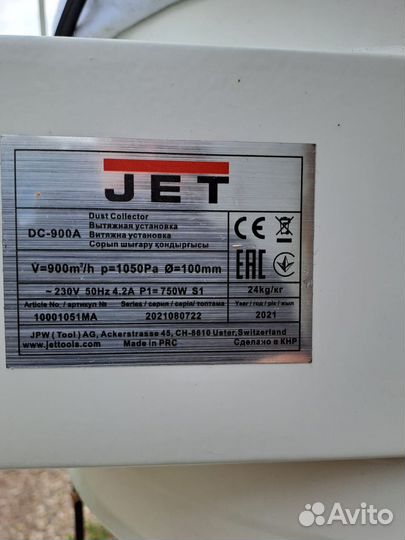 JET
DC-900A
Dust Collector
Вытяжная установка
Витяжна установка
Сорып шығару қондырғысы
V=900m³/h p=1050Pa Ø=100mm
CE
EAC
~ 230V 50Hz 4.2A P1= 750W S1
24kg/кг
Article No. / артикул №
Series / серия / серія/ топтама
Year / год / рік / жыл
10001051MA
2021080722
2021
JPW ( Tool ) AG, Ackerstrasse 45, CH-8610 Uster, Switzerland
www.jettools.com
Made in PRC
Сделано в КНР
Avito